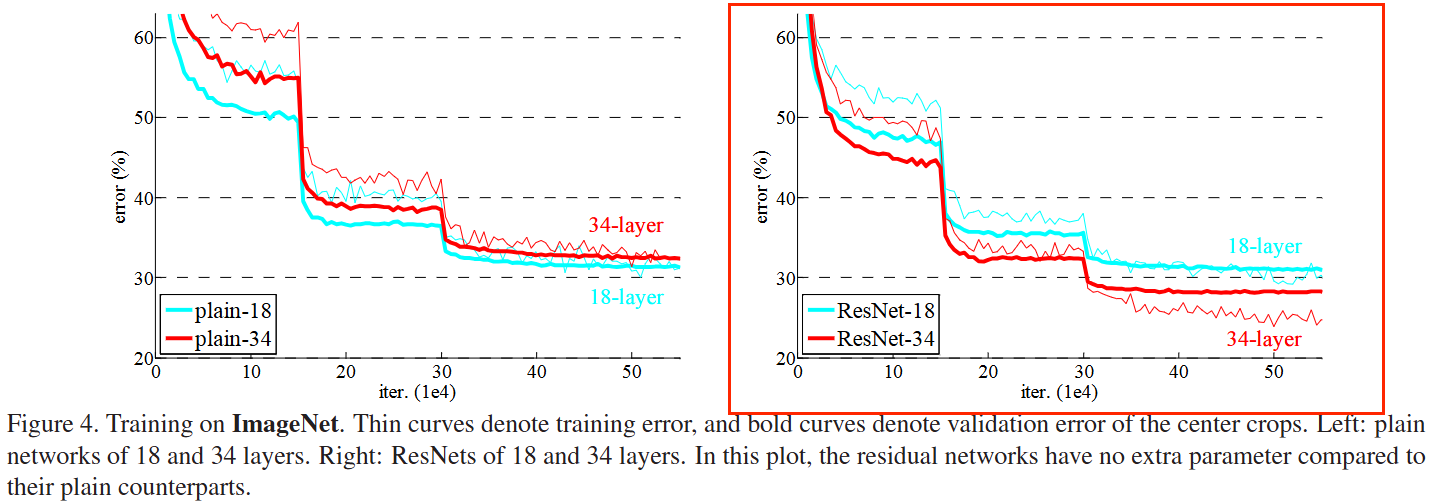 60
50
40
30
20
error (%)
34-layer
18-layer
plain-18
plain-34
0 10 20 30 40 50
iter. (1e4)
60
50
40
30
20
error (%)
18-layer
34-layer
ResNet-18
ResNet-34
0 10 20 30 40 50
iter. (1e4)
Figure 4. Training on ImageNet. Thin curves denote training error, and bold curves denote validation error of the center crops. Left: plain
networks of 18 and 34 layers. Right: ResNets of 18 and 34 layers. In this plot, the residual networks have no extra parameter compared to
their plain counterparts.